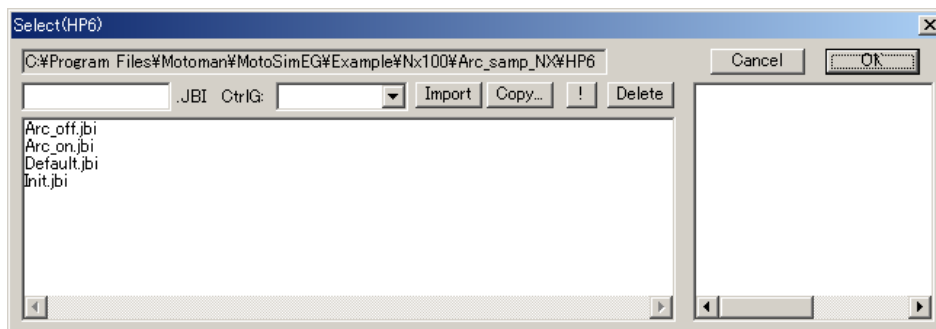 Select(HP6)
C:¥Program Files¥Motoman¥MotoSimEG¥Example¥Nx100¥Arc_samp_NX¥HP6 Cancel OK
.JBI CtrlG: Import Copy... ! Delete
Arc_off.jbi
Arc_on.jbi
Default.jbi
Init.jbi